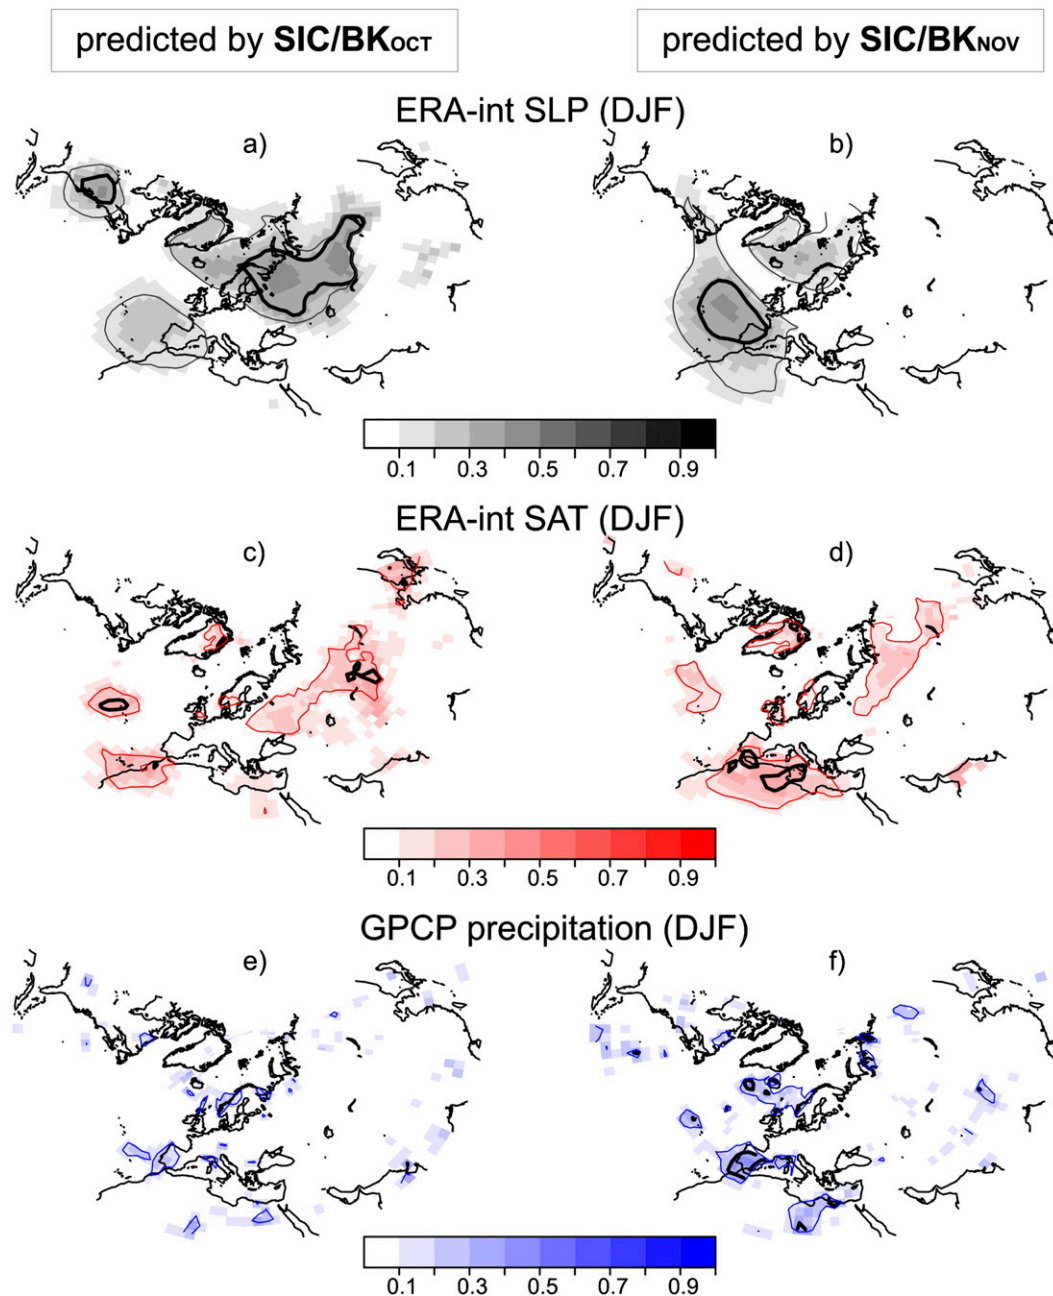 predicted by SIC/BKOCT
predicted by SIC/BKNOV
ERA-int SLP (DJF)
a)
b)
0.1 0.3 0.5 0.7 0.9
ERA-int SAT (DJF)
c)
d)
0.1 0.3 0.5 0.7 0.9
GPCP precipitation (DJF)
e)
f)
0.1 0.3 0.5 0.7 0.9